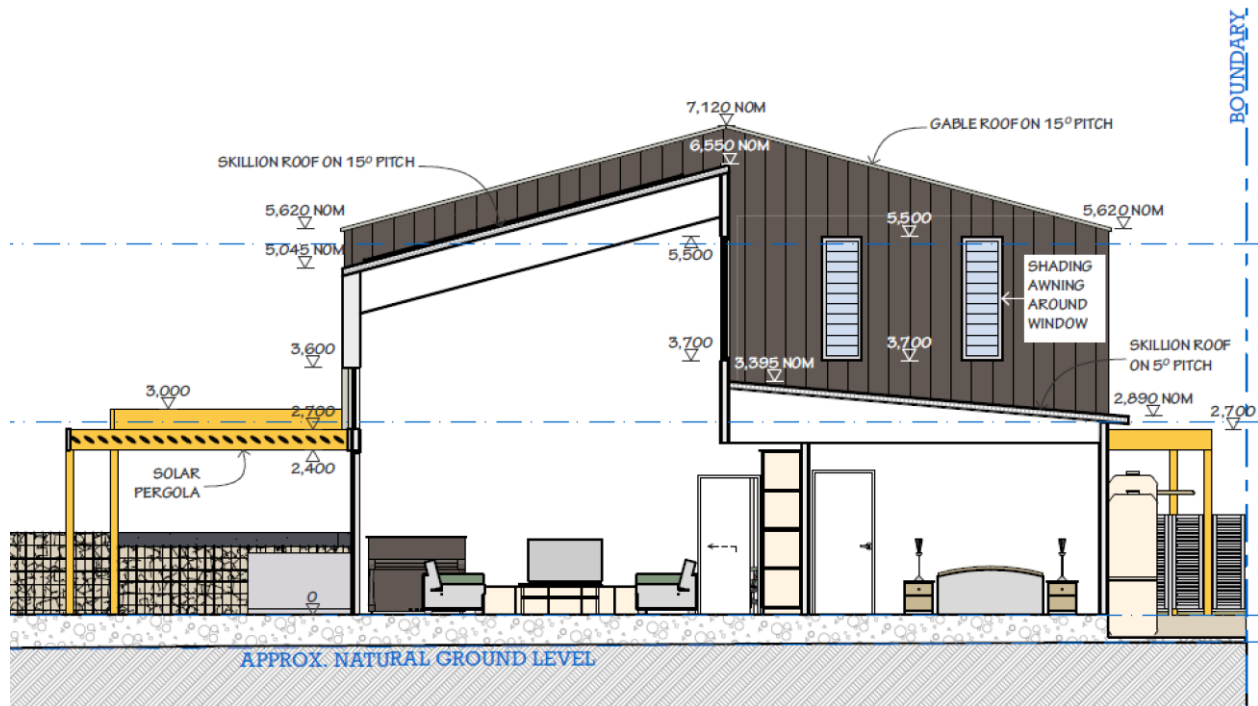 BOUNDARY
7,120 NOM
GABLE ROOF ON 15⁰ PITCH
6,550 NOM
SKILLION ROOF ON 15⁰ PITCH
5,620 NOM
5,500
5,620 NOM
5,045 NOM
5,500
SHADING
AWNING
AROUND
WINDOW
3,600
3,700
3,700
SKILLION ROOF
ON 5⁰ PITCH
3,395 NOM
3,000
2,700
2,890 NOM
2,700
2,400
SOLAR
PERGOLA
0
APPROX. NATURAL GROUND LEVEL